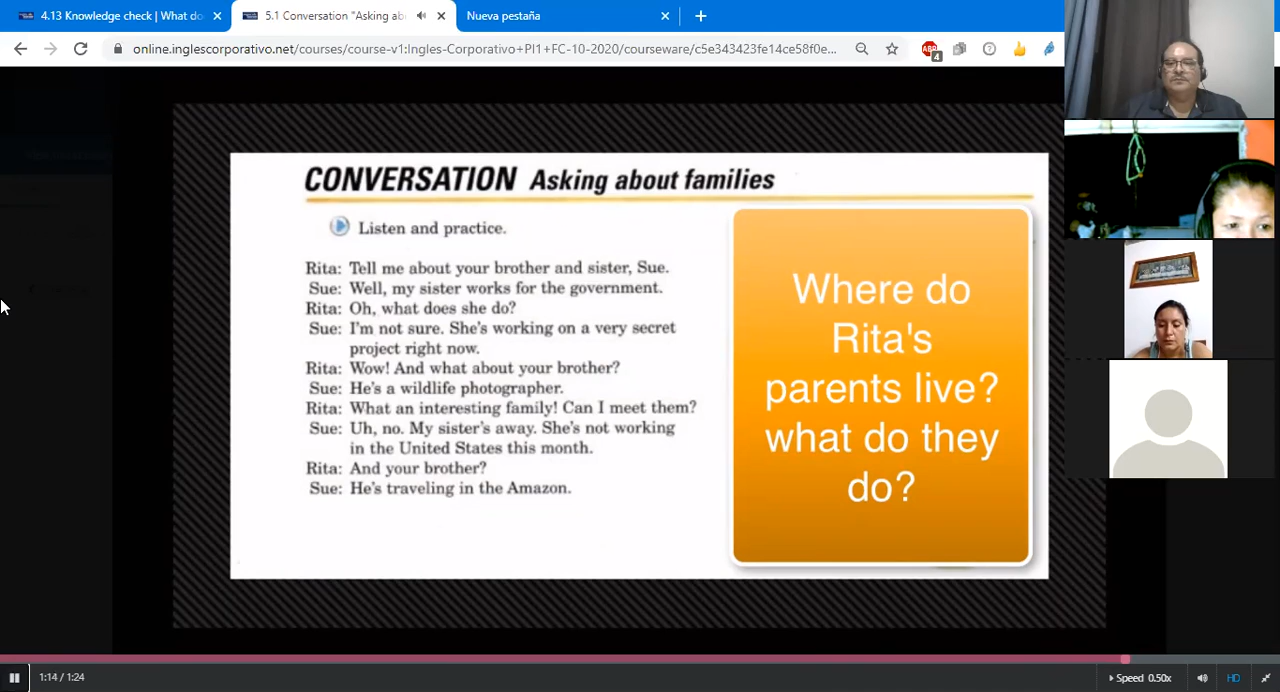 4.13 Knowledge check | What do
5.1 Conversation "Asking abo
Nueva pestaña
online.inglescorporativo.net/courses/course-v1:Ingles-Corporativo+PI1+FC-10-2020/courseware/c5e343423fe14ce58f0e...
ABP
4
CONVERSATION Asking about families
Listen and practice.
Rita: Tell me about your brother and sister, Sue.
Sue: Well, my sister works for the government.
Rita: Oh, what does she do?
Sue: I'm not sure. She's working on a very secret
project right now.
Rita: Wow! And what about your brother?
Sue: He's a wildlife photographer.
Rita: What an interesting family! Can I meet them?
Sue: Uh, no. My sister's away. She's not working
in the United States this month.
Rita: And your brother?
Sue: He's traveling in the Amazon.
Where do
Rita's
parents live?
what do they
do?
1:14 / 1:24
Speed 0.50x
HD